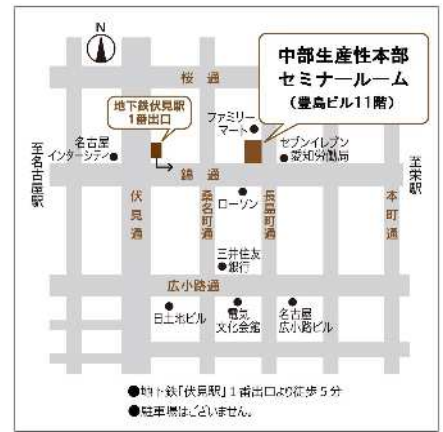 N
中部生産性本部
セミナールーム
（豊島ビル11階）
桜通
地下鉄伏見駅
1番出口
ファミリー
マート
名古屋
インターシティ
セブンイレブン
愛知労働局
至名古屋駅
至栄駅
錦通
伏見通
桑名町通
長島町通
本町通
ローソン
三井住友
銀行
広小路通
日土地ビル
電気
文化会館
名古屋
広小路ビル
●地下鉄「伏見駅」1番出口より徒歩5分
●駐車場はございません。